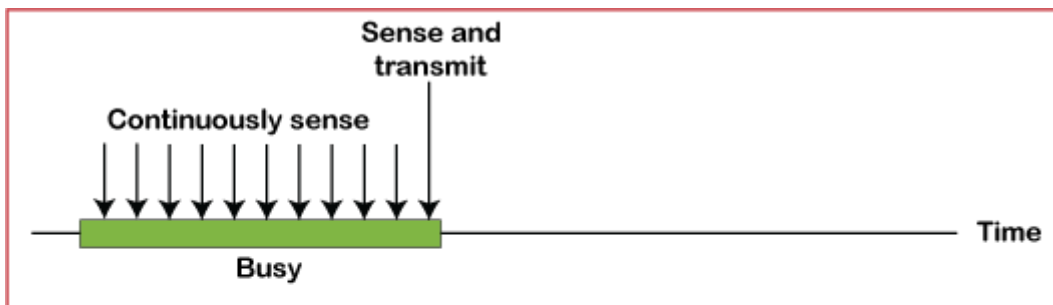 Sense and
transmit
Continuously sense
Time
Busy